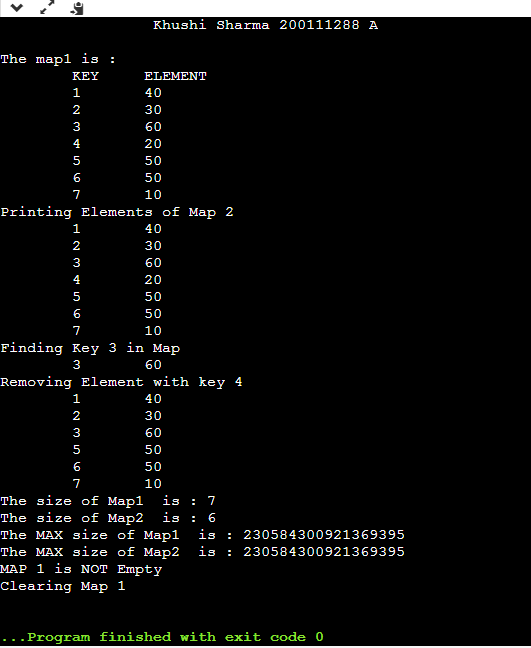 Khushi Sharma 200111288 A
The map1 is :
KEY ELEMENT
1 40
2 30
3 60
4 20
5 50
6 50
7 10
Printing Elements of Map 2
1 40
2 30
3 60
4 20
5 50
6 50
7 10
Finding Key 3 in Map
3 60
Removing Element with key 4
1 40
2 30
3 60
5 50
6 50
7 10
The size of Map1  is : 7
The size of Map2  is : 6
The MAX size of Map1  is : 230584300921369395
The MAX size of Map2  is : 230584300921369395
MAP 1 is NOT Empty
Clearing Map 1
...Program finished with exit code 0